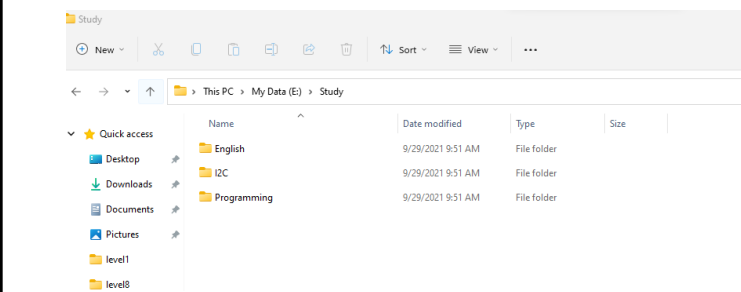 Study
New
Sort
View
This PC > My Data (E:) > Study
Name Date modified Type Size
Quick access
Desktop
Downloads
Documents
Pictures
level1
level8
English 9/29/2021 9:51 AM File folder
I2C 9/29/2021 9:51 AM File folder
Programming 9/29/2021 9:51 AM File folder